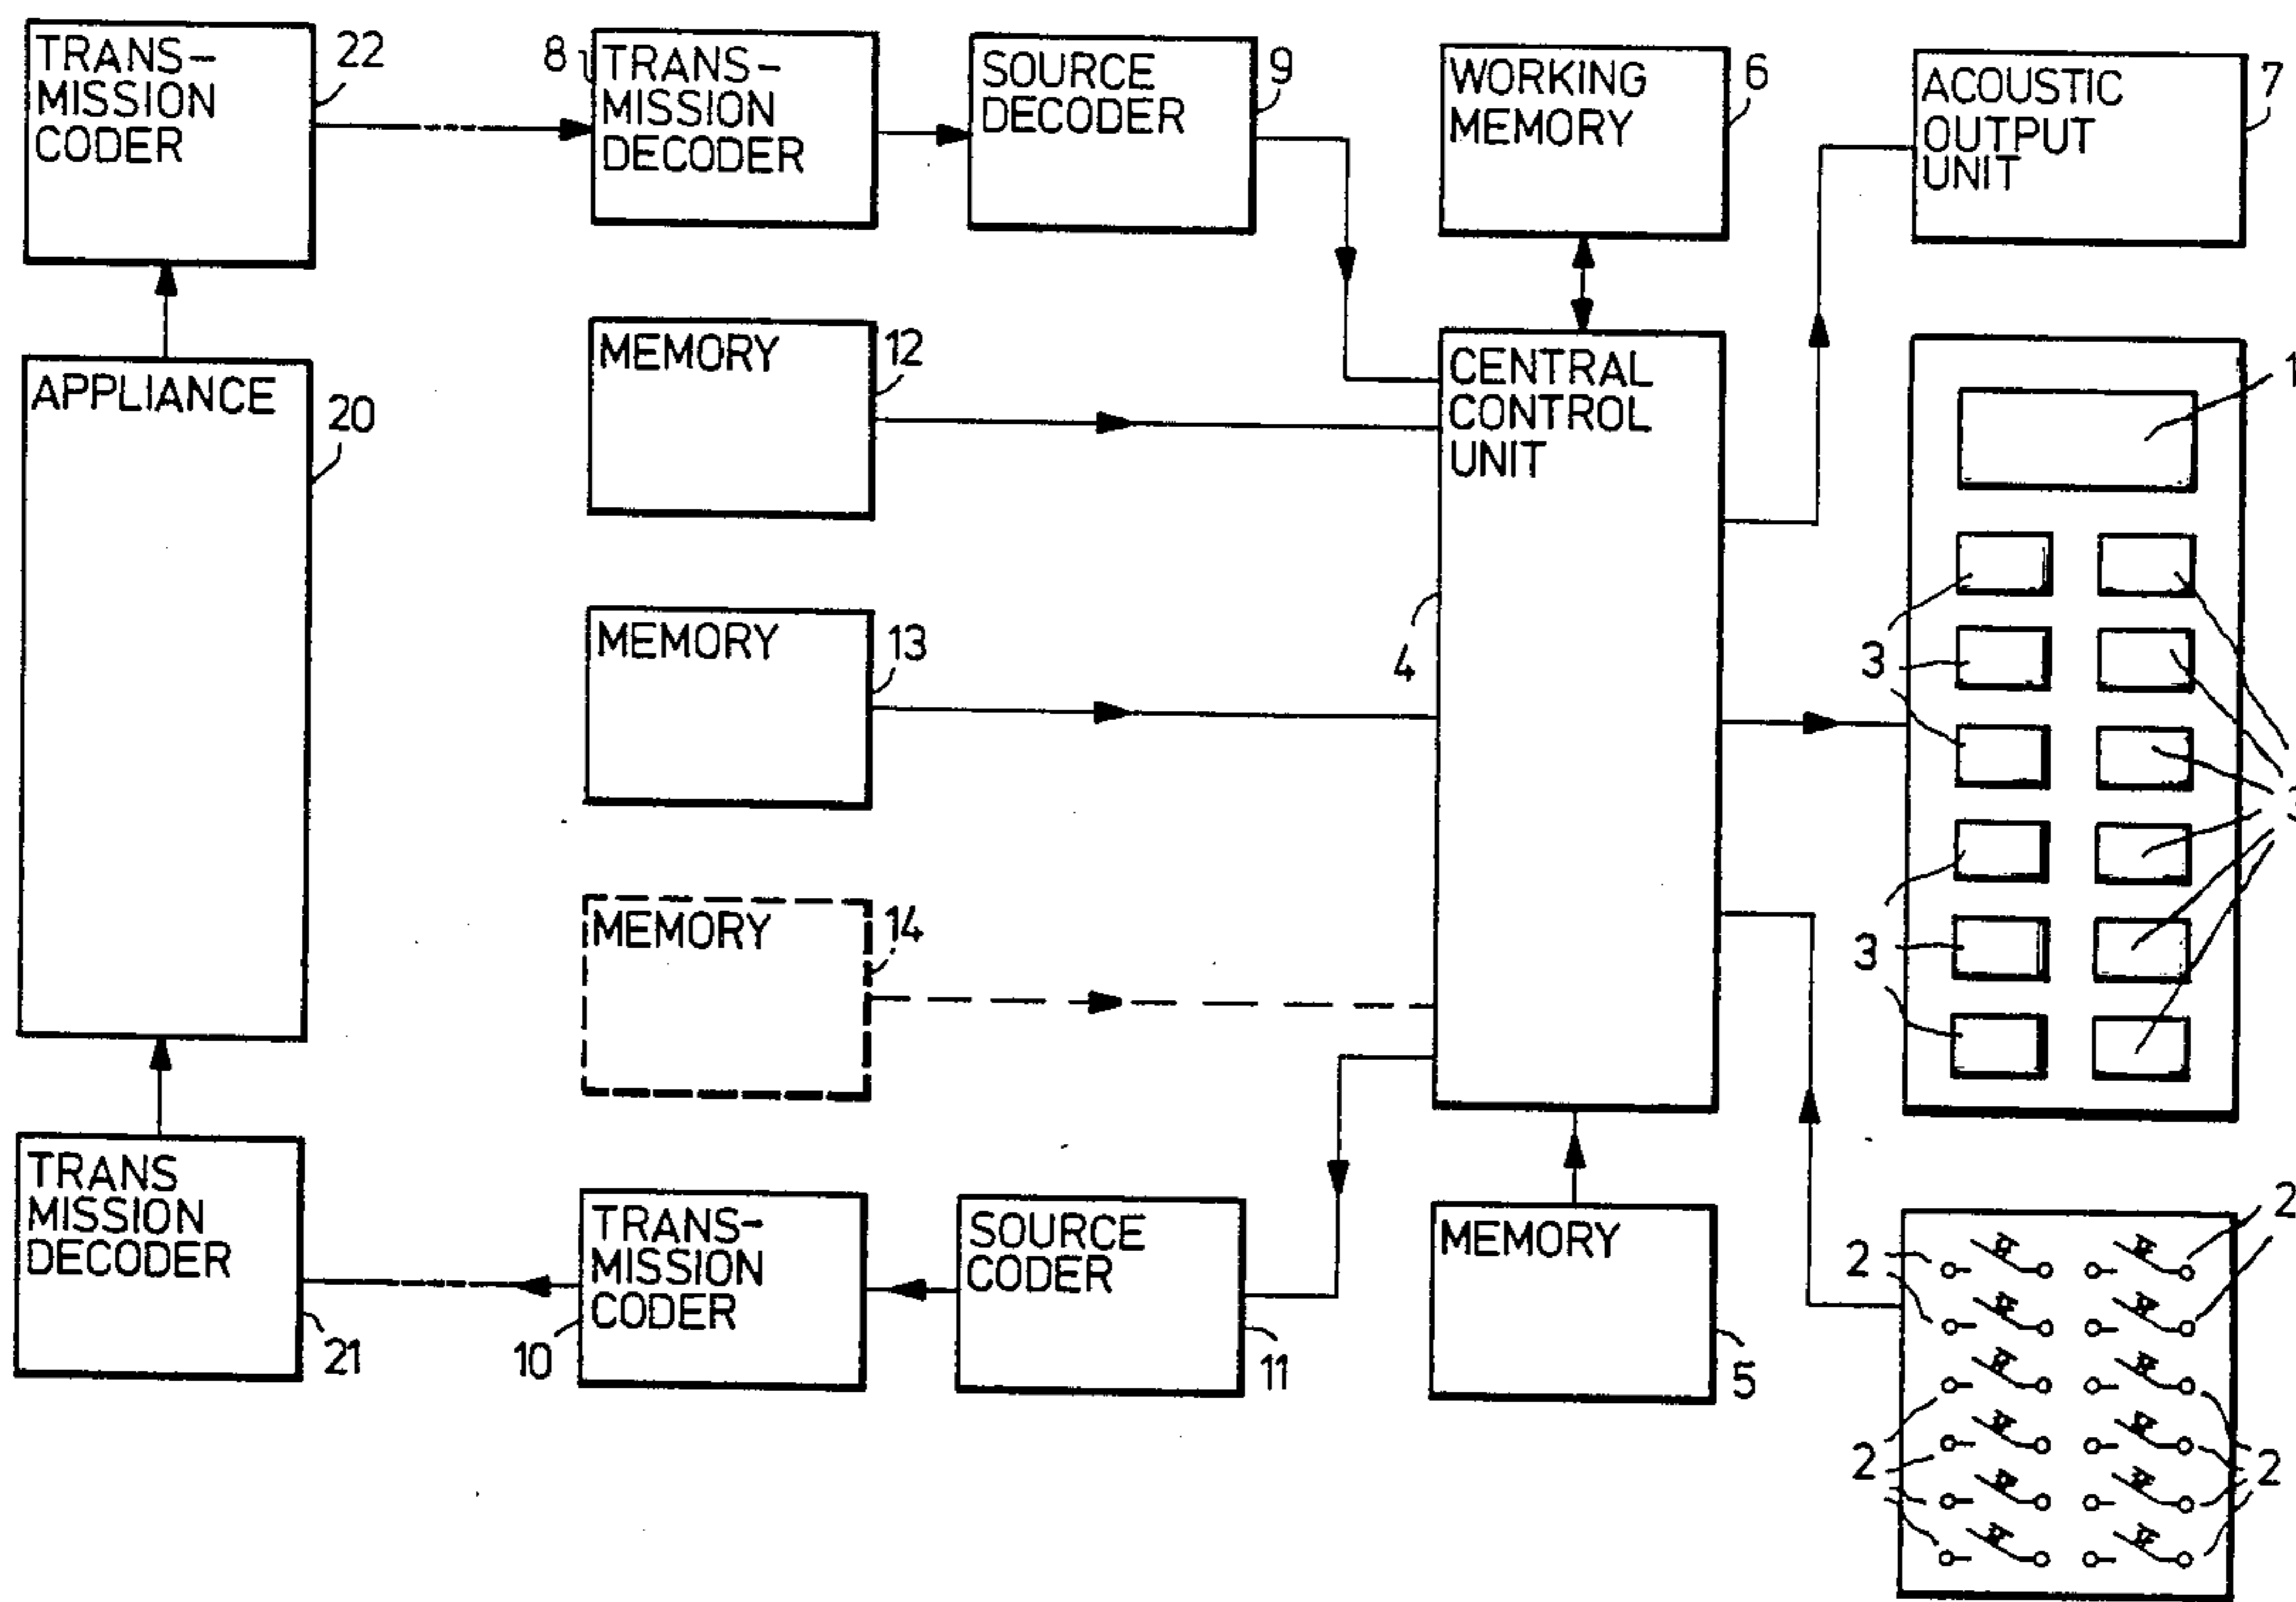 TRANS-
MISSION
CODER
22
8
TRANS-
MISSION
DECODER
SOURCE
DECODER
9
WORKING
MEMORY
6
ACOUSTIC
OUTPUT
UNIT
7
APPLIANCE
20
MEMORY
12
CENTRAL
CONTROL
UNIT
4
1
MEMORY
13
3
3
MEMORY
14
3
TRANS
MISSION
DECODER
21
TRANS-
MISSION
CODER
10
SOURCE
CODER
11
MEMORY
5
2
2
2
2